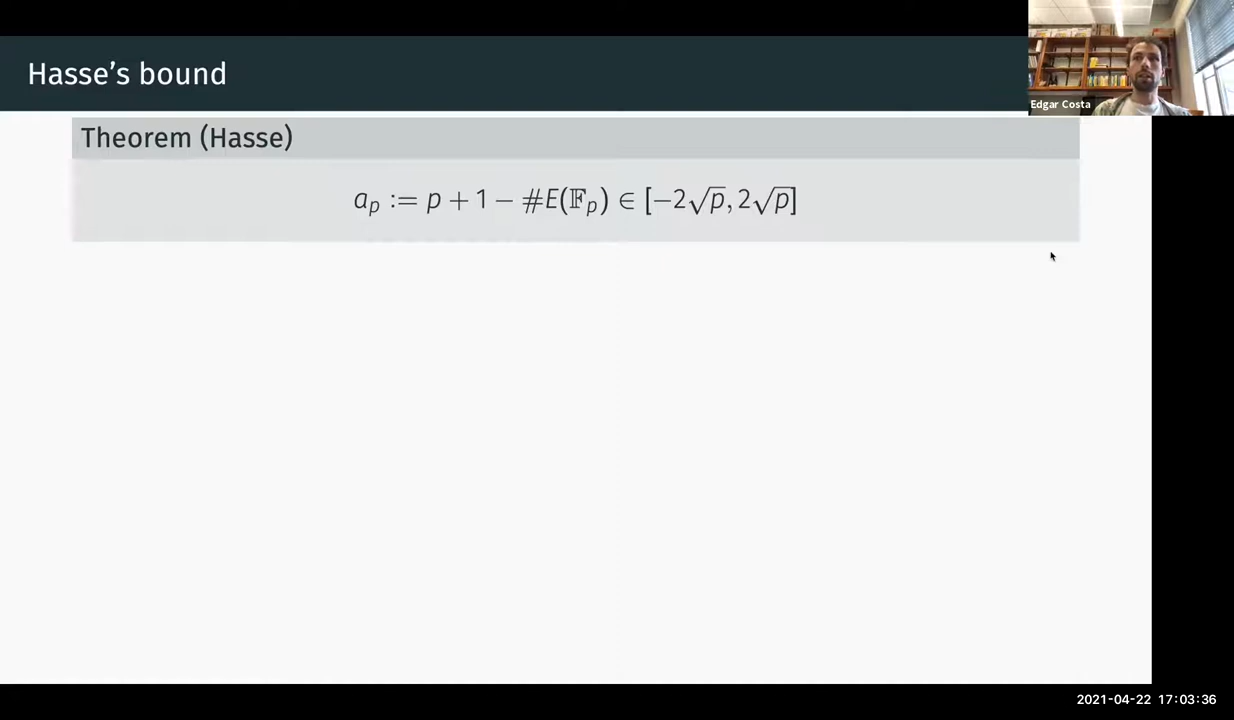 Hasse's bound
Edgar Costa
Theorem (Hasse)
a_p := p + 1 − #E(𝔽_p) ∈ [−2√p, 2√p]
2021-04-22 17:03:36